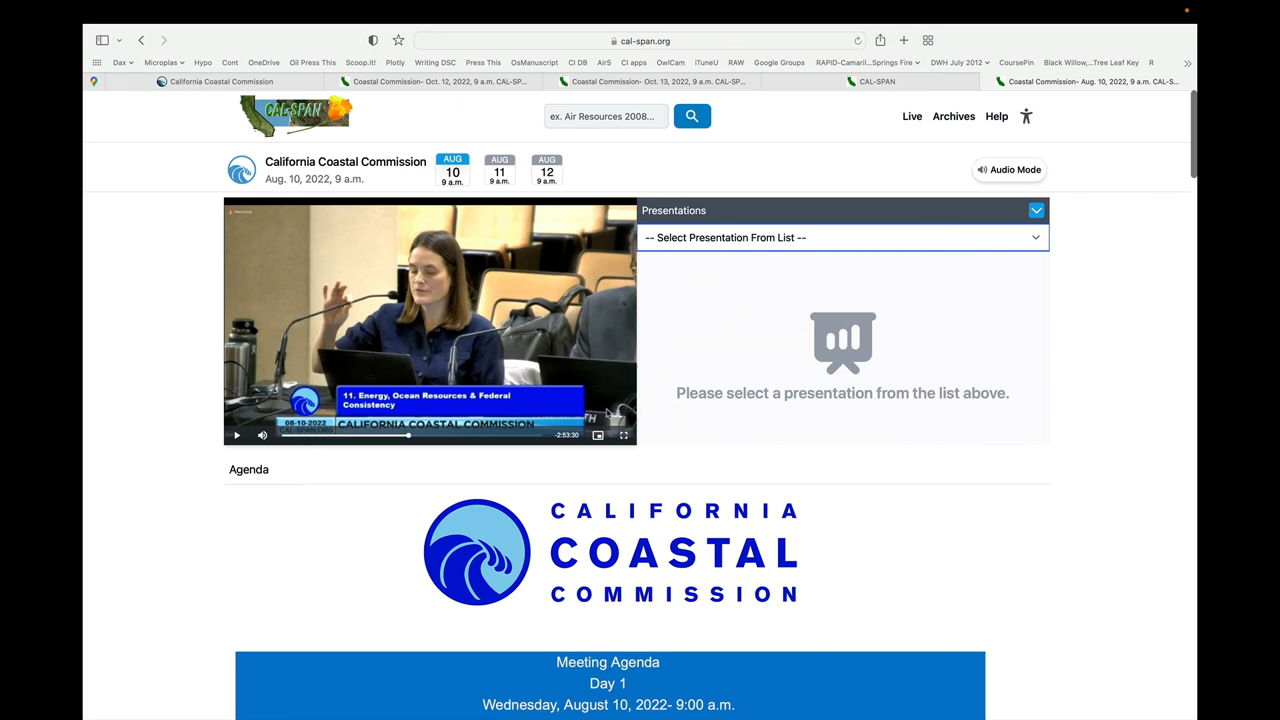 cal-span.org
Dax
Microplas
Hypo
Cont
OneDrive
Oil Press This
Scoop.it!
Plotly
Writing DSC
Press This
OsManuscript
CI DB
AirS
CI apps
OwlCam
iTuneU
RAW
Google Groups
RAPID-Camaril...Springs Fire
DWH July 2012
CoursePin
Black Willow,...Tree Leaf Key
R
California Coastal Commission
Coastal Commission- Oct. 12, 2022, 9 a.m. CAL-SP...
Coastal Commission- Oct. 13, 2022, 9 a.m. CAL-SP...
CAL-SPAN
Coastal Commission- Aug. 10, 2022, 9 a.m. CAL-S...
CAL-SPAN
ex. Air Resources 2008...
Live
Archives
Help
California Coastal Commission
Aug. 10, 2022, 9 a.m.
AUG
10
9 a.m.
AUG
11
9 a.m.
AUG
12
9 a.m.
Audio Mode
Presentations
-- Select Presentation From List --
Please select a presentation from the list above.
11. Energy, Ocean Resources & Federal
Consistency
08-10-2022
CAL-SPAN.ORG
CALIFORNIA COASTAL COMMISSION
-2:53:30
Agenda
CALIFORNIA
COASTAL
COMMISSION
Meeting Agenda
Day 1
Wednesday, August 10, 2022- 9:00 a.m.